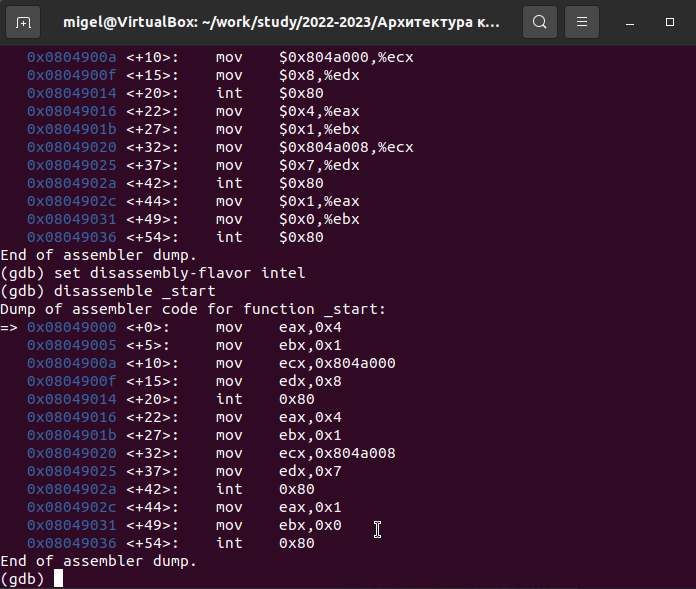 migel@VirtualBox: ~/work/study/2022-2023/Архитектура к...
0x0804900a <+10>: mov $0x804a000,%ecx
0x0804900f <+15>: mov $0x8,%edx
0x08049014 <+20>: int $0x80
0x08049016 <+22>: mov $0x4,%eax
0x0804901b <+27>: mov $0x1,%ebx
0x08049020 <+32>: mov $0x804a008,%ecx
0x08049025 <+37>: mov $0x7,%edx
0x0804902a <+42>: int $0x80
0x0804902c <+44>: mov $0x1,%eax
0x08049031 <+49>: mov $0x0,%ebx
0x08049036 <+54>: int $0x80
End of assembler dump.
(gdb) set disassembly-flavor intel
(gdb) disassemble _start
Dump of assembler code for function _start:
=> 0x08049000 <+0>: mov eax,0x4
0x08049005 <+5>: mov ebx,0x1
0x0804900a <+10>: mov ecx,0x804a000
0x0804900f <+15>: mov edx,0x8
0x08049014 <+20>: int 0x80
0x08049016 <+22>: mov eax,0x4
0x0804901b <+27>: mov ebx,0x1
0x08049020 <+32>: mov ecx,0x804a008
0x08049025 <+37>: mov edx,0x7
0x0804902a <+42>: int 0x80
0x0804902c <+44>: mov eax,0x1
0x08049031 <+49>: mov ebx,0x0
0x08049036 <+54>: int 0x80
End of assembler dump.
(gdb)